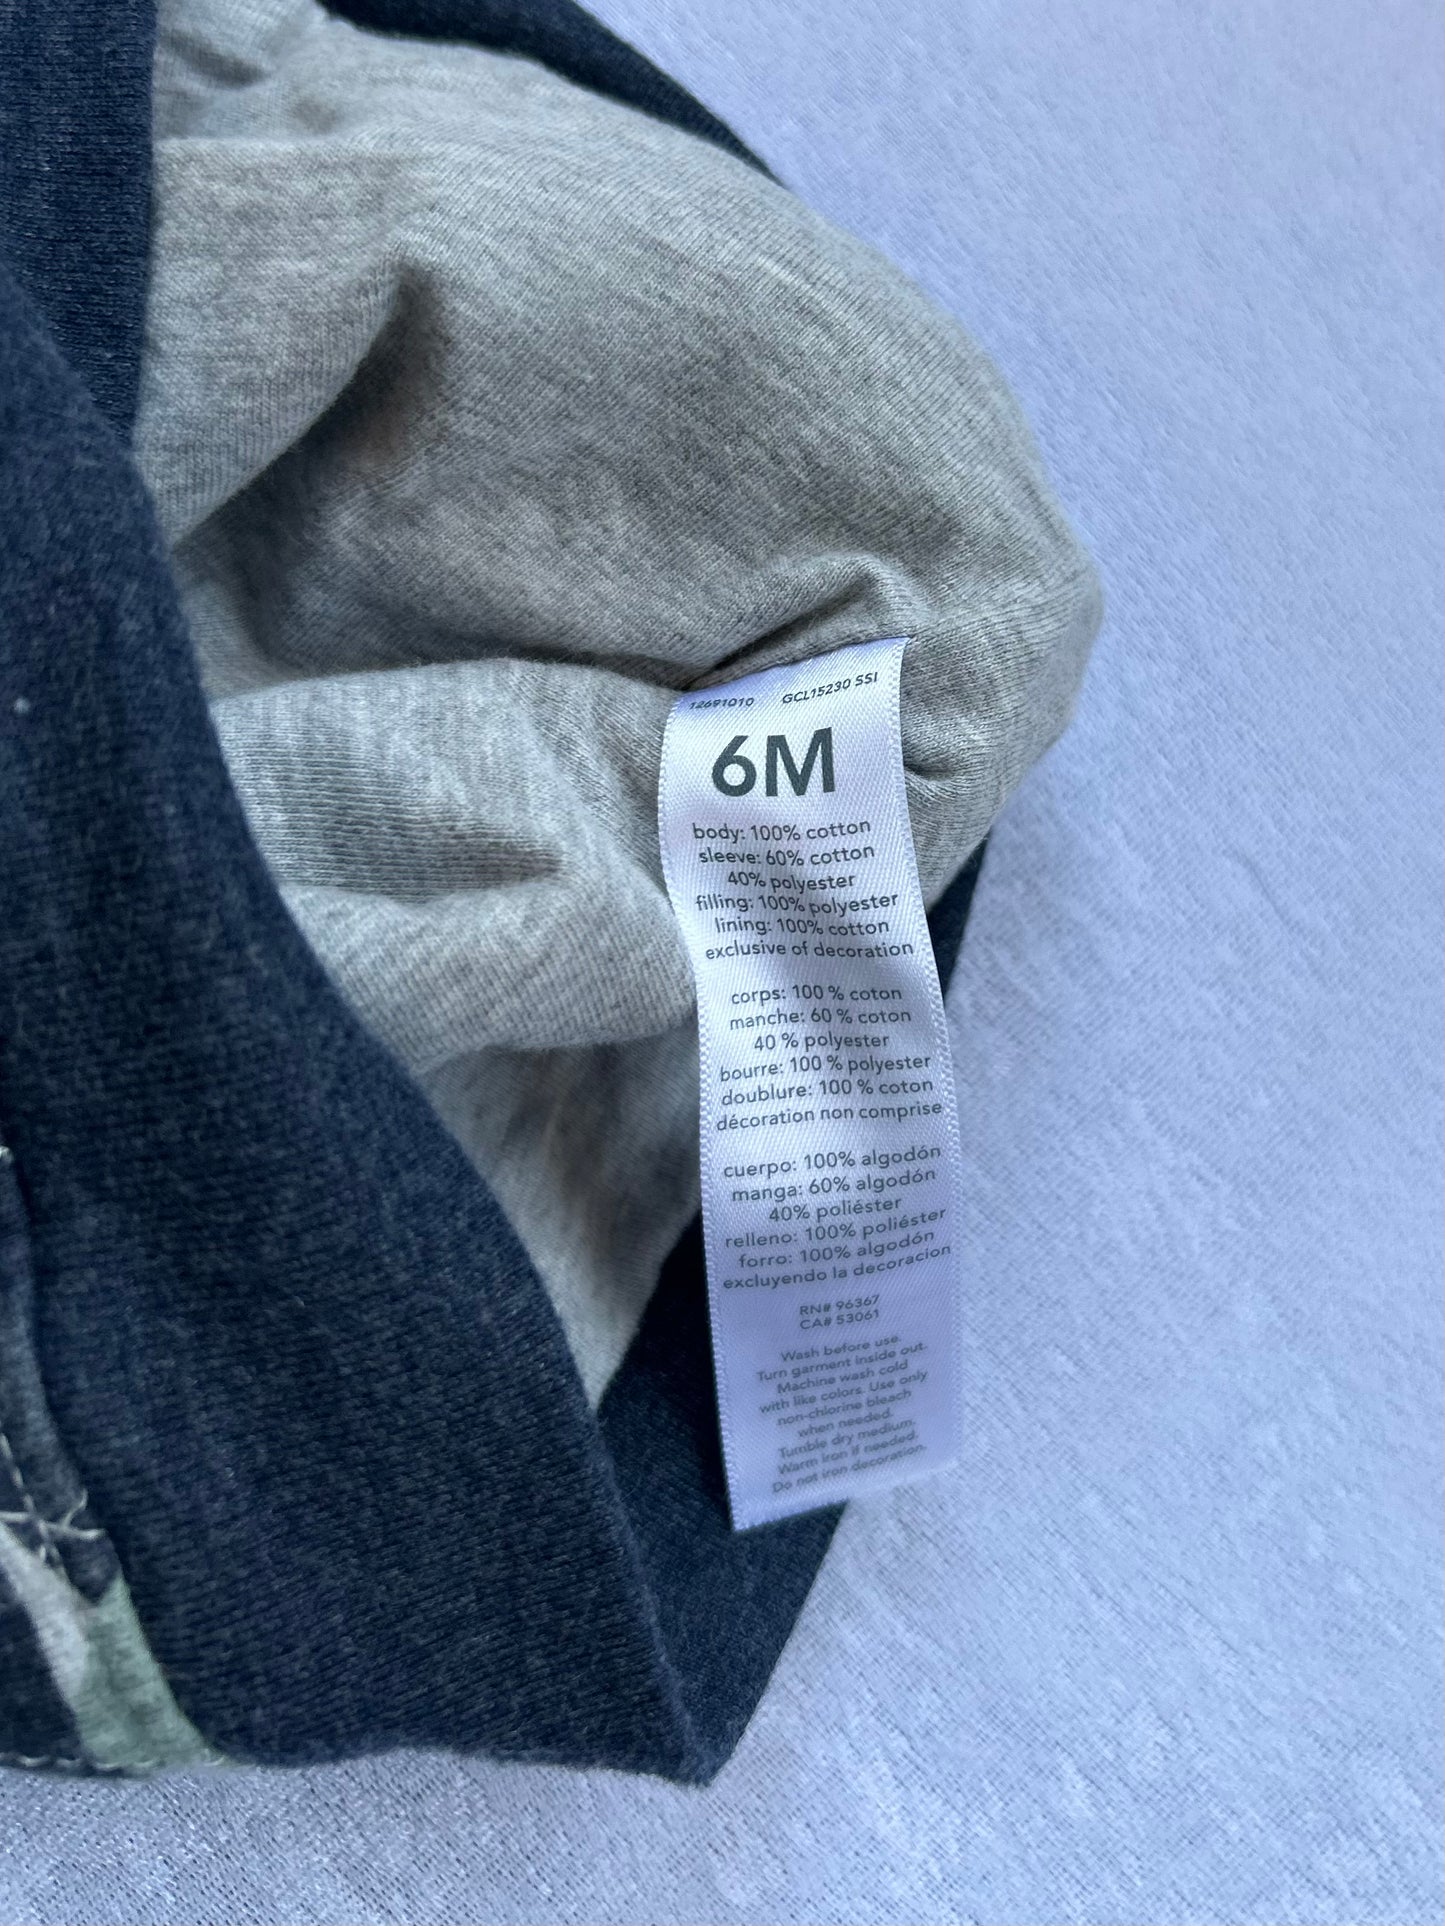 12691010 GCL15230 SSI
6M
body: 100% cotton
sleeve: 60% cotton
40% polyester
filling: 100% polyester
lining: 100% cotton
exclusive of decoration
corps: 100 % coton
manche: 60 % coton
40 % polyester
bourre: 100 % polyester
doublure: 100 % coton
décoration non comprise
cuerpo: 100% algodón
manga: 60% algodón
40% poliéster
relleno: 100% poliéster
forro: 100% algodón
excluyendo la decoracion
RN# 96367
CA# 53061
Wash before use.
Turn garment inside out.
Machine wash cold
with like colors. Use only
non-chlorine bleach
when needed.
Tumble dry medium.
Warm iron if needed.
Do not iron decoration.